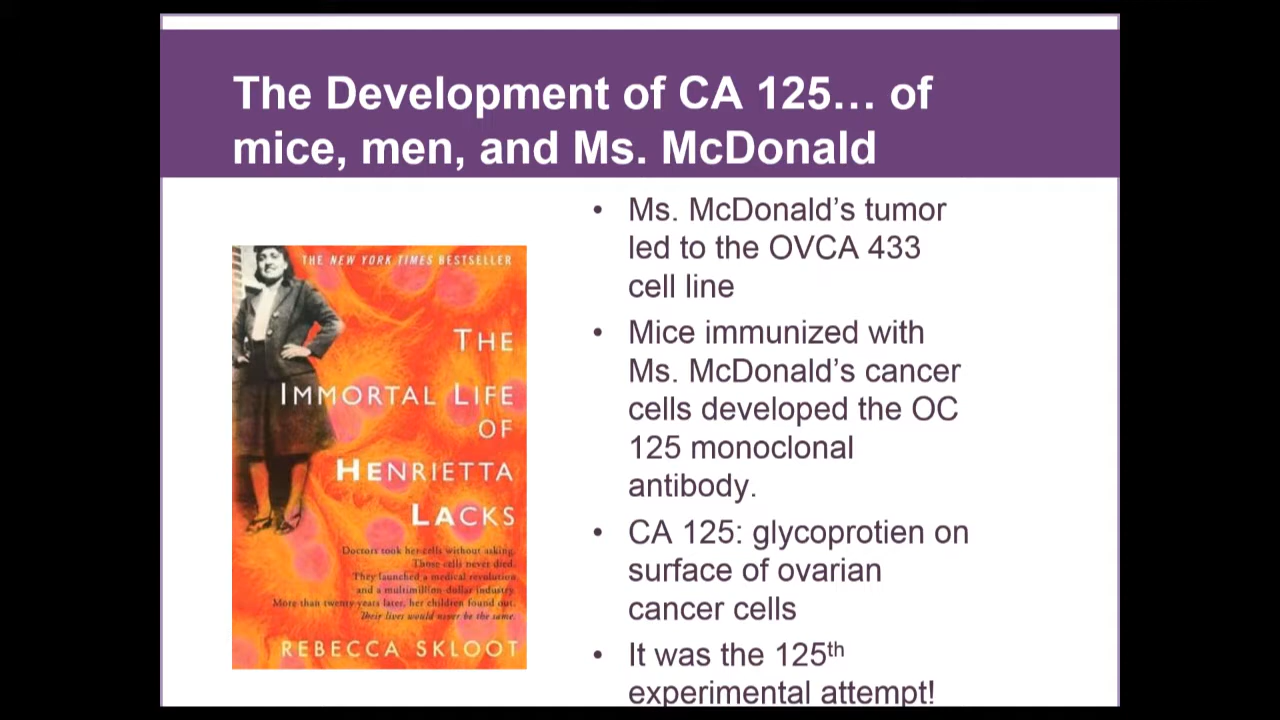 The Development of CA 125... of
mice, men, and Ms. McDonald
• Ms. McDonald's tumor
led to the OVCA 433
cell line
• Mice immunized with
Ms. McDonald's cancer
cells developed the OC
125 monoclonal
antibody.
• CA 125: glycoprotien on
surface of ovarian
cancer cells
• It was the 125th
experimental attempt!
THE NEW YORK TIMES BESTSELLER
THE
IMMORTAL LIFE
OF
HENRIETTA
LACKS
Doctors took her cells without asking.
Those cells never died.
They launched a medical revolution
and a multimillion-dollar industry.
More than twenty years later, her children found out.
Their lives would never be the same.
REBECCA SKLOOT